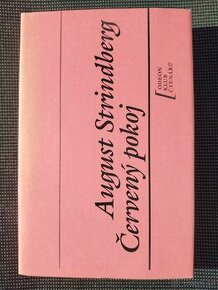 August Strindberg
Červený pokoj
ODEON
KLUB
ČTENÁŘŮ